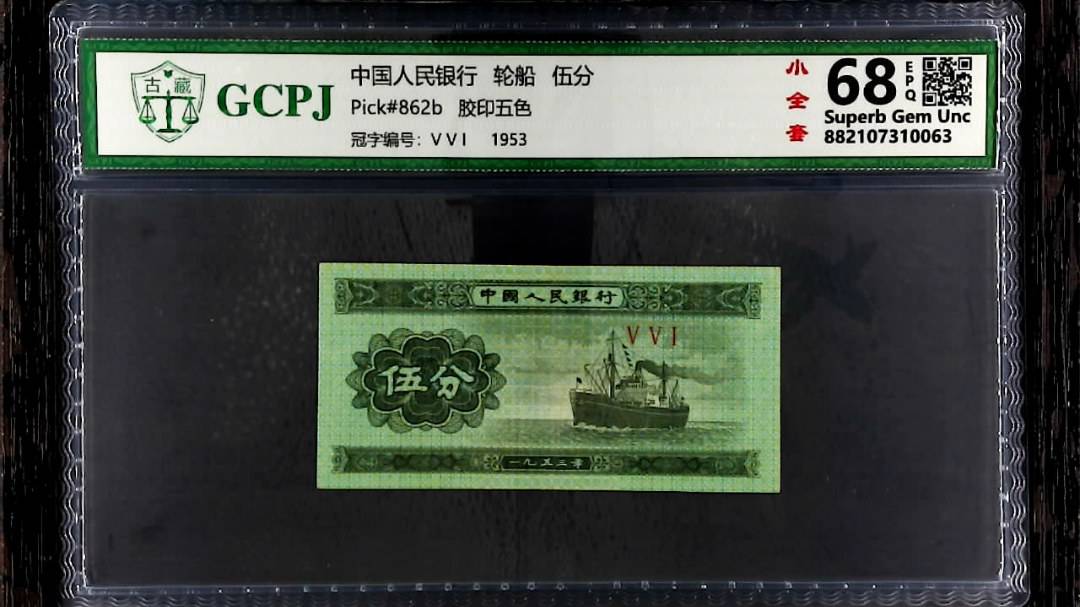 古藏
GCPJ
中国人民银行 轮船 伍分
Pick#862b 胶印五色
冠字编号: V V I 1953
小全套
68
EPQ
Superb Gem Unc
882107310063
中國人民銀行
V V I
伍分
一九五三年